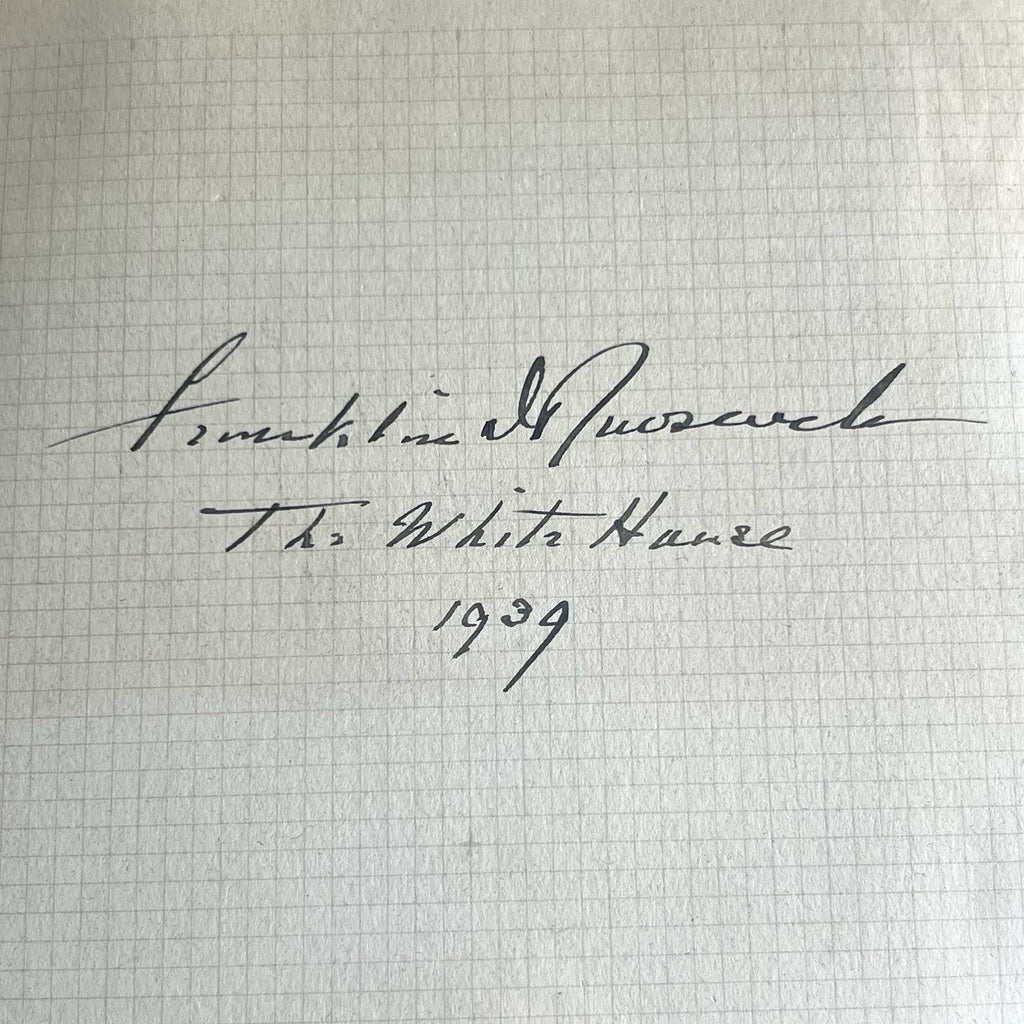 Franklin D Roosevelt
The White House
1939